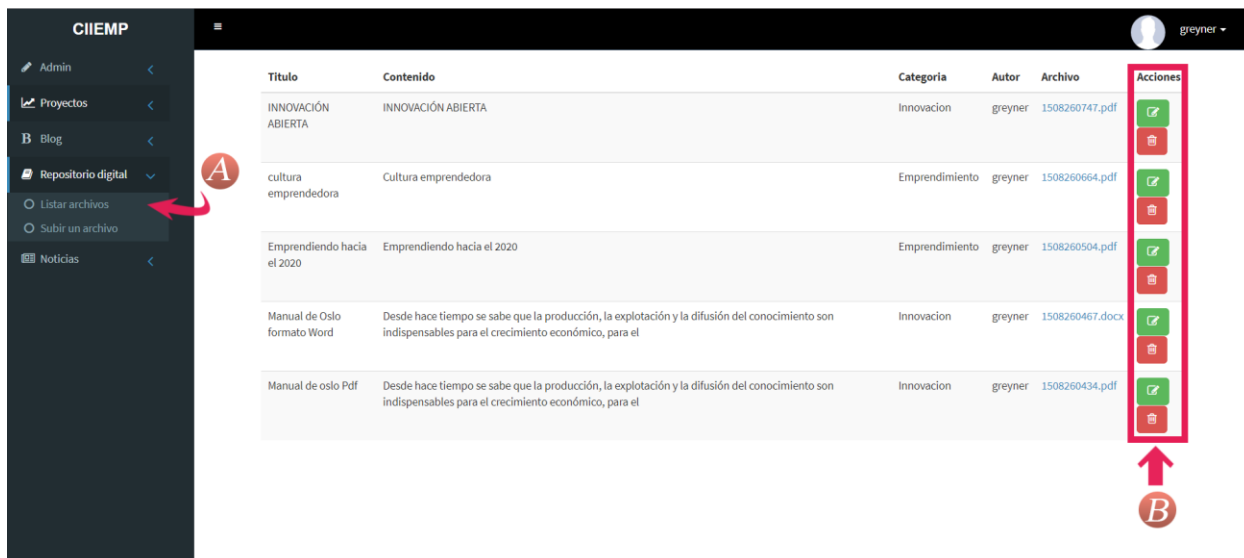 CIIEMP
greyner
Admin
Proyectos
B Blog
Repositorio digital
Listar archivos
Subir un archivo
Noticias
A
Titulo Contenido Categoria Autor Archivo Acciones
INNOVACIÓN INNOVACIÓN ABIERTA Innovacion greyner 1508260747.pdf
ABIERTA
cultura Cultura emprendedora Emprendimiento greyner 1508260664.pdf
emprendedora
Emprendiendo hacia Emprendiendo hacia el 2020 Emprendimiento greyner 1508260504.pdf
el 2020
Manual de Oslo Desde hace tiempo se sabe que la producción, la explotación y la difusión del conocimiento son Innovacion greyner 1508260467.docx
formato Word indispensables para el crecimiento económico, para el
Manual de oslo Pdf Desde hace tiempo se sabe que la producción, la explotación y la difusión del conocimiento son Innovacion greyner 1508260434.pdf
indispensables para el crecimiento económico, para el
B